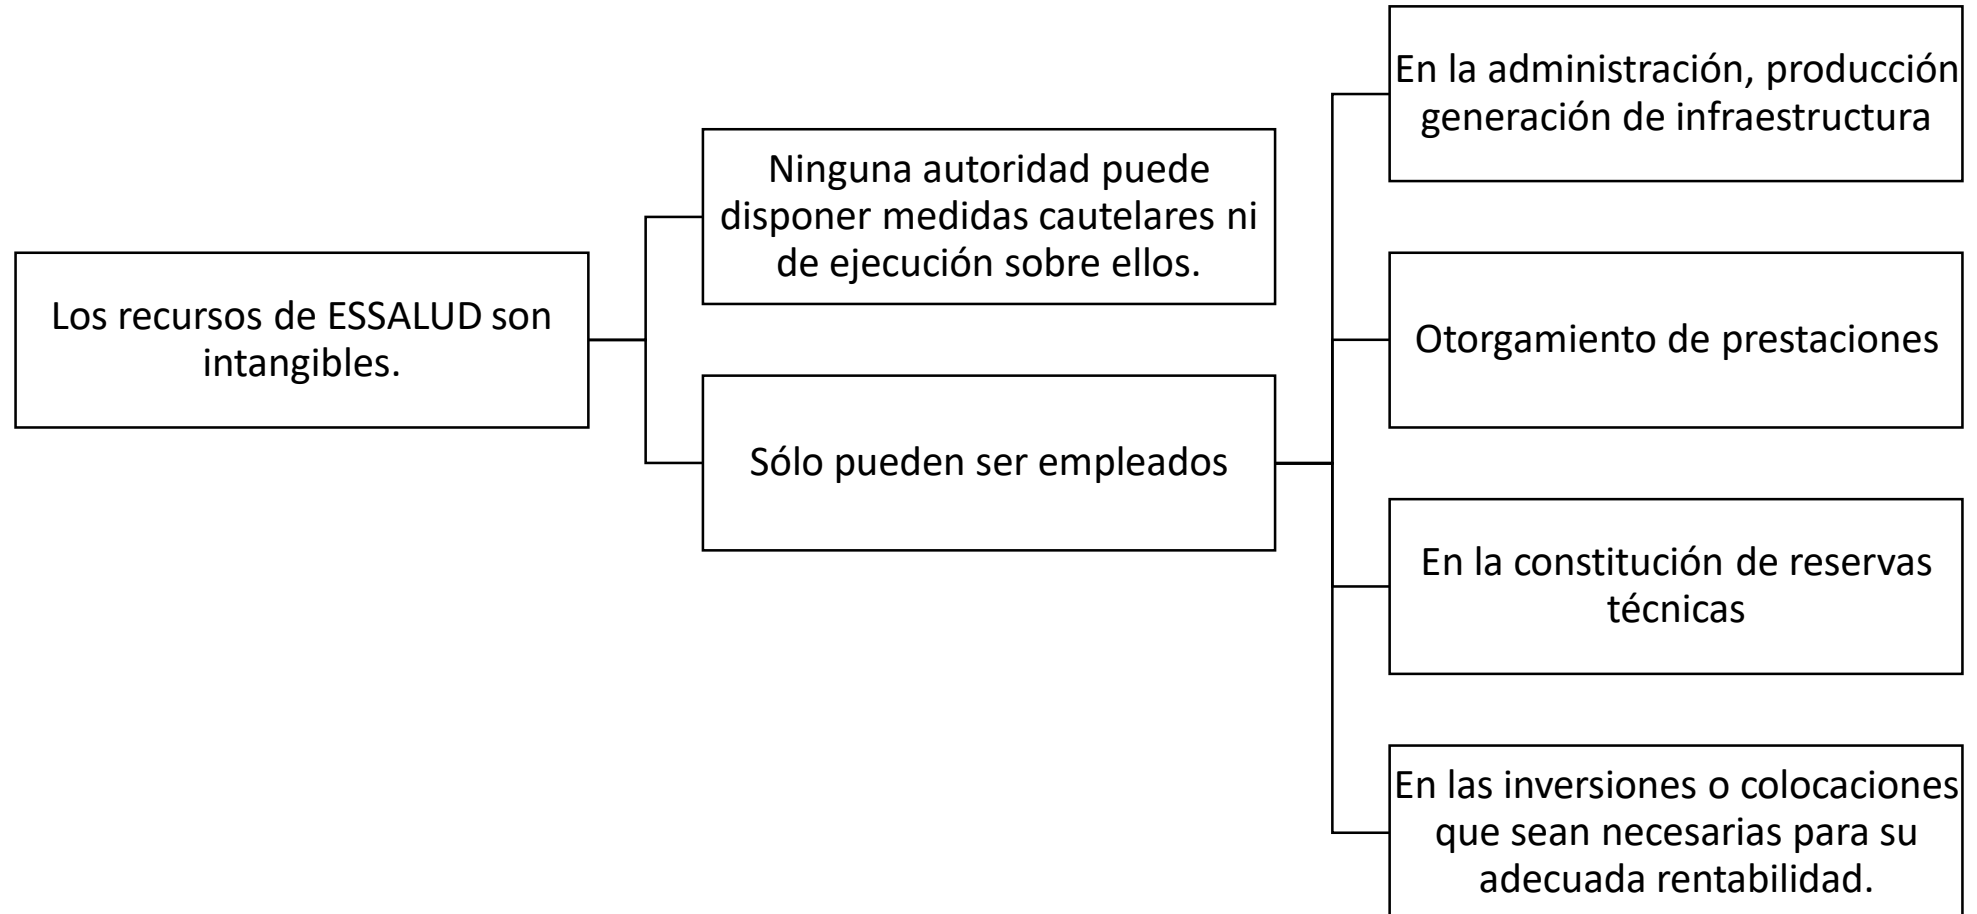 Los recursos de ESSALUD son
intangibles.
Ninguna autoridad puede
disponer medidas cautelares ni
de ejecución sobre ellos.
Sólo pueden ser empleados
En la administración, producción
generación de infraestructura
Otorgamiento de prestaciones
En la constitución de reservas
técnicas
En las inversiones o colocaciones
que sean necesarias para su
adecuada rentabilidad.